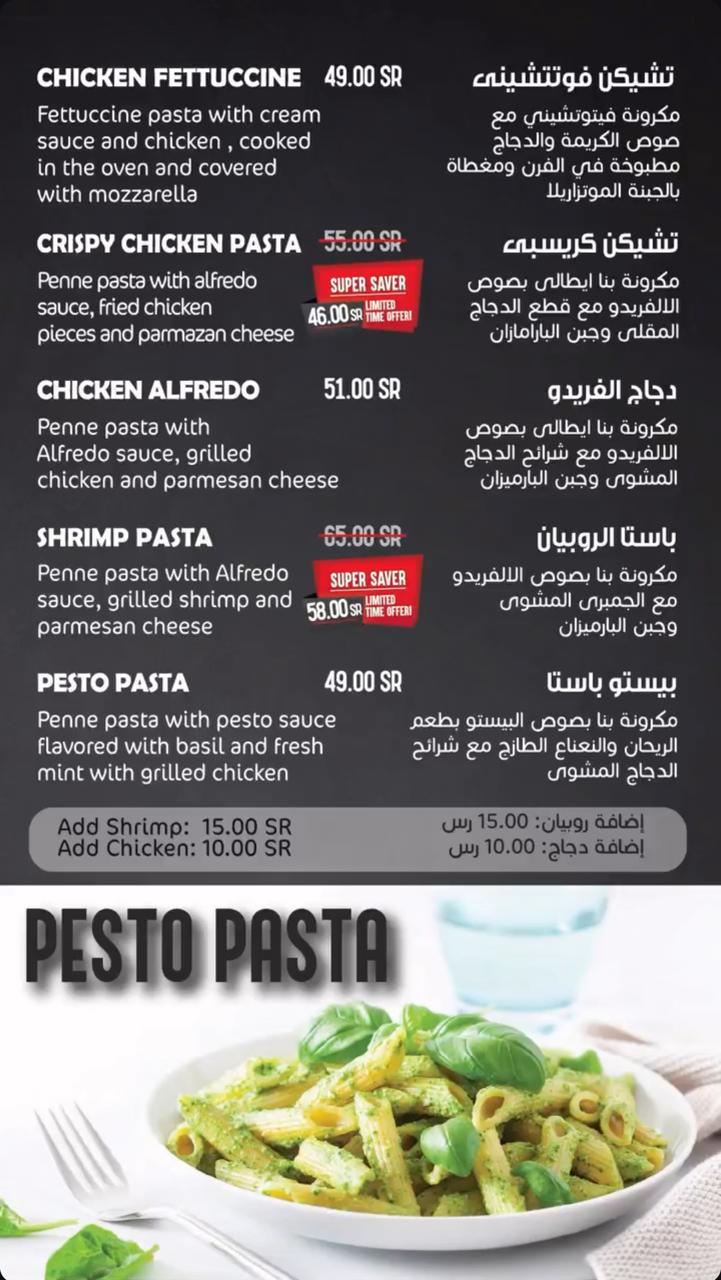 CHICKEN FETTUCCINE 49.00 SR تشيكن فوتتشينى
Fettuccine pasta with cream
sauce and chicken , cooked
in the oven and covered
with mozzarella
مكرونة فيتوتشيني مع
صوص الكريمة والدجاج
مطبوخة في الفرن ومغطاة
بالجبنة الموتزاريلا
CRISPY CHICKEN PASTA 55.00 SR تشيكن كريسبى
Penne pasta with alfredo
sauce, fried chicken
pieces and parmazan cheese
SUPER SAVER
46.00 SR LIMITED
TIME OFFER!
مكرونة بنا ايطالى بصوص
الالفريدو مع قطع الدجاج
المقلى وجبن البارامازان
CHICKEN ALFREDO 51.00 SR دجاج الفريدو
Penne pasta with
Alfredo sauce, grilled
chicken and parmesan cheese
مكرونة بنا ايطالى بصوص
الالفريدو مع شرائح الدجاج
المشوى وجبن البارميزان
SHRIMP PASTA 65.00 SR باستا الروبيان
Penne pasta with Alfredo
sauce, grilled shrimp and
parmesan cheese
SUPER SAVER
58.00 SR LIMITED
TIME OFFER!
مكرونة بنا بصوص الالفريدو
مع الجمبرى المشوى
وجبن البارميزان
PESTO PASTA 49.00 SR بيستو باستا
Penne pasta with pesto sauce
flavored with basil and fresh
mint with grilled chicken
مكرونة بنا بصوص البيستو بطعم
الريحان والنعناع الطازج مع شرائح
الدجاج المشوى
Add Shrimp: 15.00 SR
Add Chicken: 10.00 SR
إضافة روبيان: 15.00 رس
إضافة دجاج: 10.00 رس
PESTO PASTA